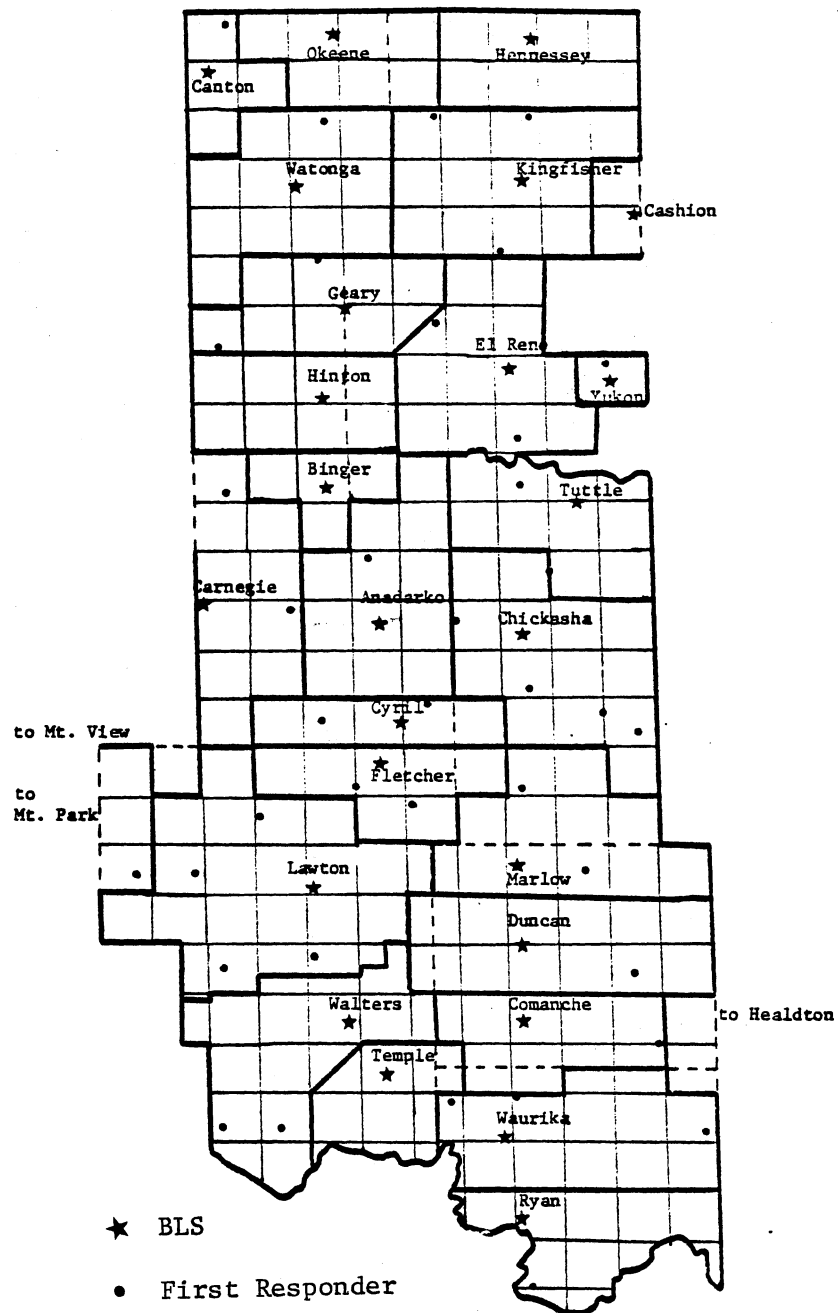 Okeene
Hennessey
Canton
Watonga
Kingfisher
Cashion
Geary
El Reno
Hinton
Yukon
Binger
Tuttle
Carnegie
Anadarko
Chickasha
Cyril
to Mt. View
Fletcher
to
Mt. Park
Lawton
Marlow
Duncan
Walters
Comanche
to Healdton
Temple
Waurika
Ryan
BLS
First Responder